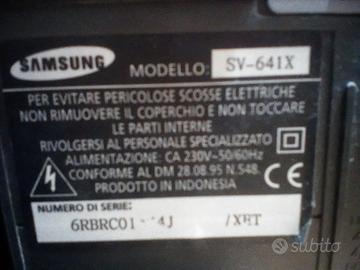 SAMSUNG
MODELLO: SV-641X
PER EVITARE PERICOLOSE SCOSSE ELETTRICHE
NON RIMUOVERE IL COPERCHIO E NON TOCCARE
LE PARTI INTERNE
RIVOLGERSI AL PERSONALE SPECIALIZZATO
ALIMENTAZIONE: CA 230V~50/60Hz
CONFORME AL DM 28.08.95 N.548.
PRODOTTO IN INDONESIA
NUMERO DI SERIE:
/XET
subito